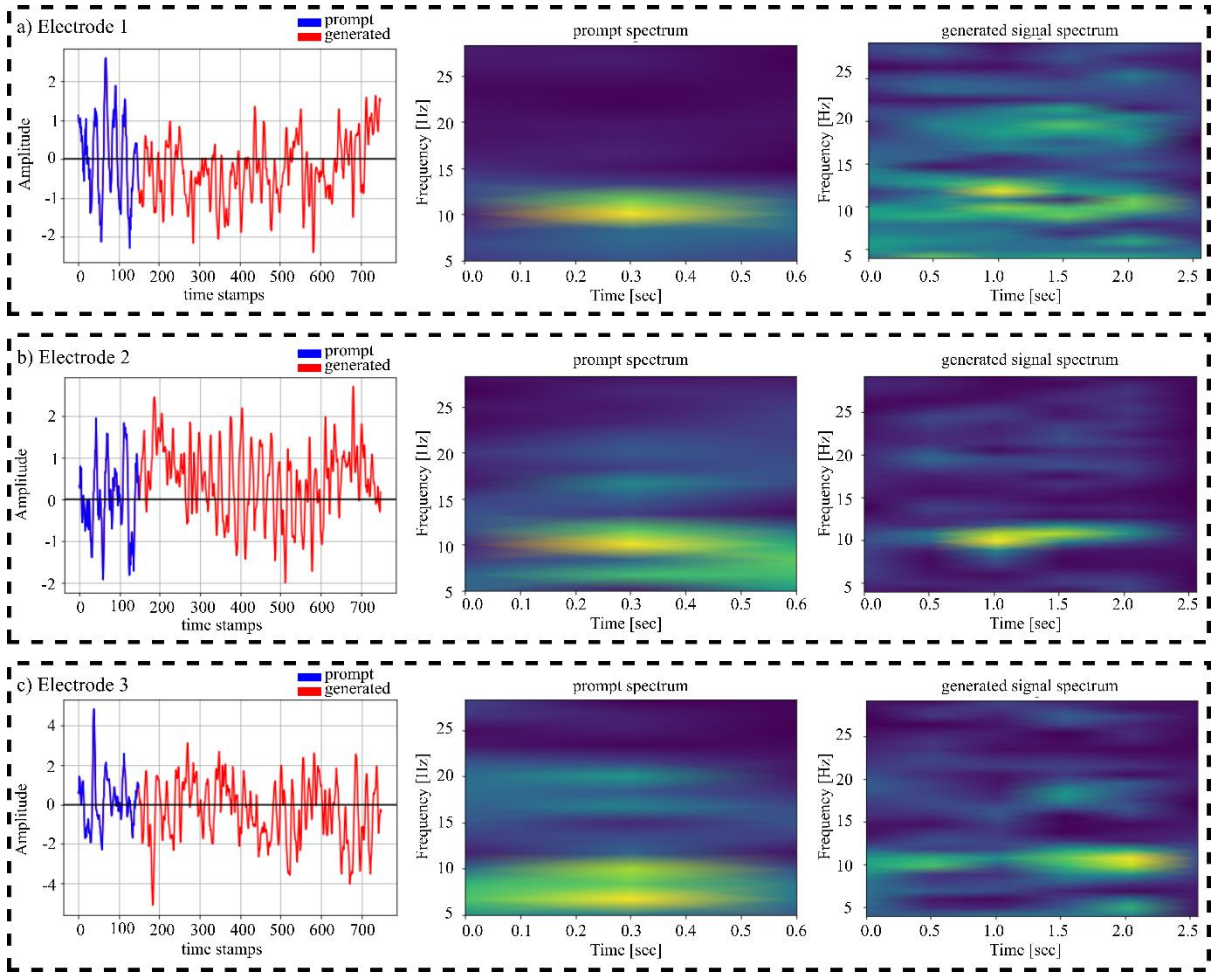 a) Electrode 1
prompt
generated
prompt spectrum
generated signal spectrum
Amplitude
2
1
0
-1
-2
0 100 200 300 400 500 600 700
time stamps
Frequency [Hz]
25
20
15
10
5
0.0 0.1 0.2 0.3 0.4 0.5 0.6
Time [sec]
Frequency [Hz]
25
20
15
10
5
0.0 0.5 1.0 1.5 2.0 2.5
Time [sec]
b) Electrode 2
prompt
generated
prompt spectrum
generated signal spectrum
Amplitude
2
1
0
-1
-2
0 100 200 300 400 500 600 700
time stamps
Frequency [Hz]
25
20
15
10
5
0.0 0.1 0.2 0.3 0.4 0.5 0.6
Time [sec]
Frequency [Hz]
25
20
15
10
5
0.0 0.5 1.0 1.5 2.0 2.5
Time [sec]
c) Electrode 3
prompt
generated
prompt spectrum
generated signal spectrum
Amplitude
4
2
0
-2
-4
0 100 200 300 400 500 600 700
time stamps
Frequency [Hz]
25
20
15
10
5
0.0 0.1 0.2 0.3 0.4 0.5 0.6
Time [sec]
Frequency [Hz]
25
20
15
10
5
0.0 0.5 1.0 1.5 2.0 2.5
Time [sec]